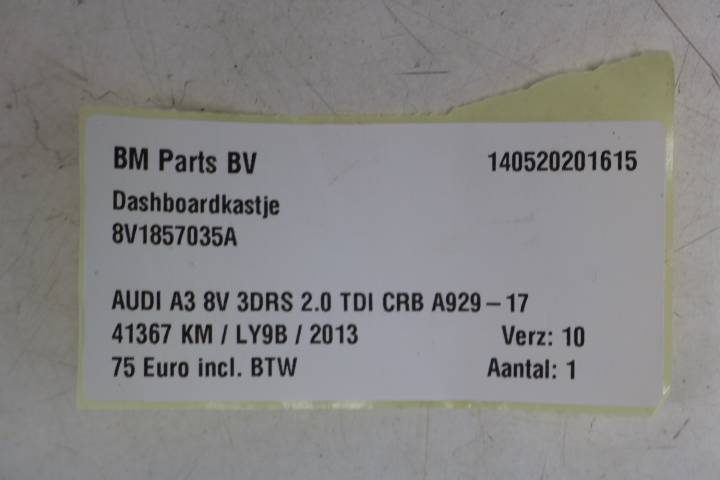 BM Parts BV 140520201615
Dashboardkastje
8V1857035A
AUDI A3 8V 3DRS 2.0 TDI CRB A929-17
41367 KM / LY9B / 2013 Verz: 10
75 Euro incl. BTW Aantal: 1